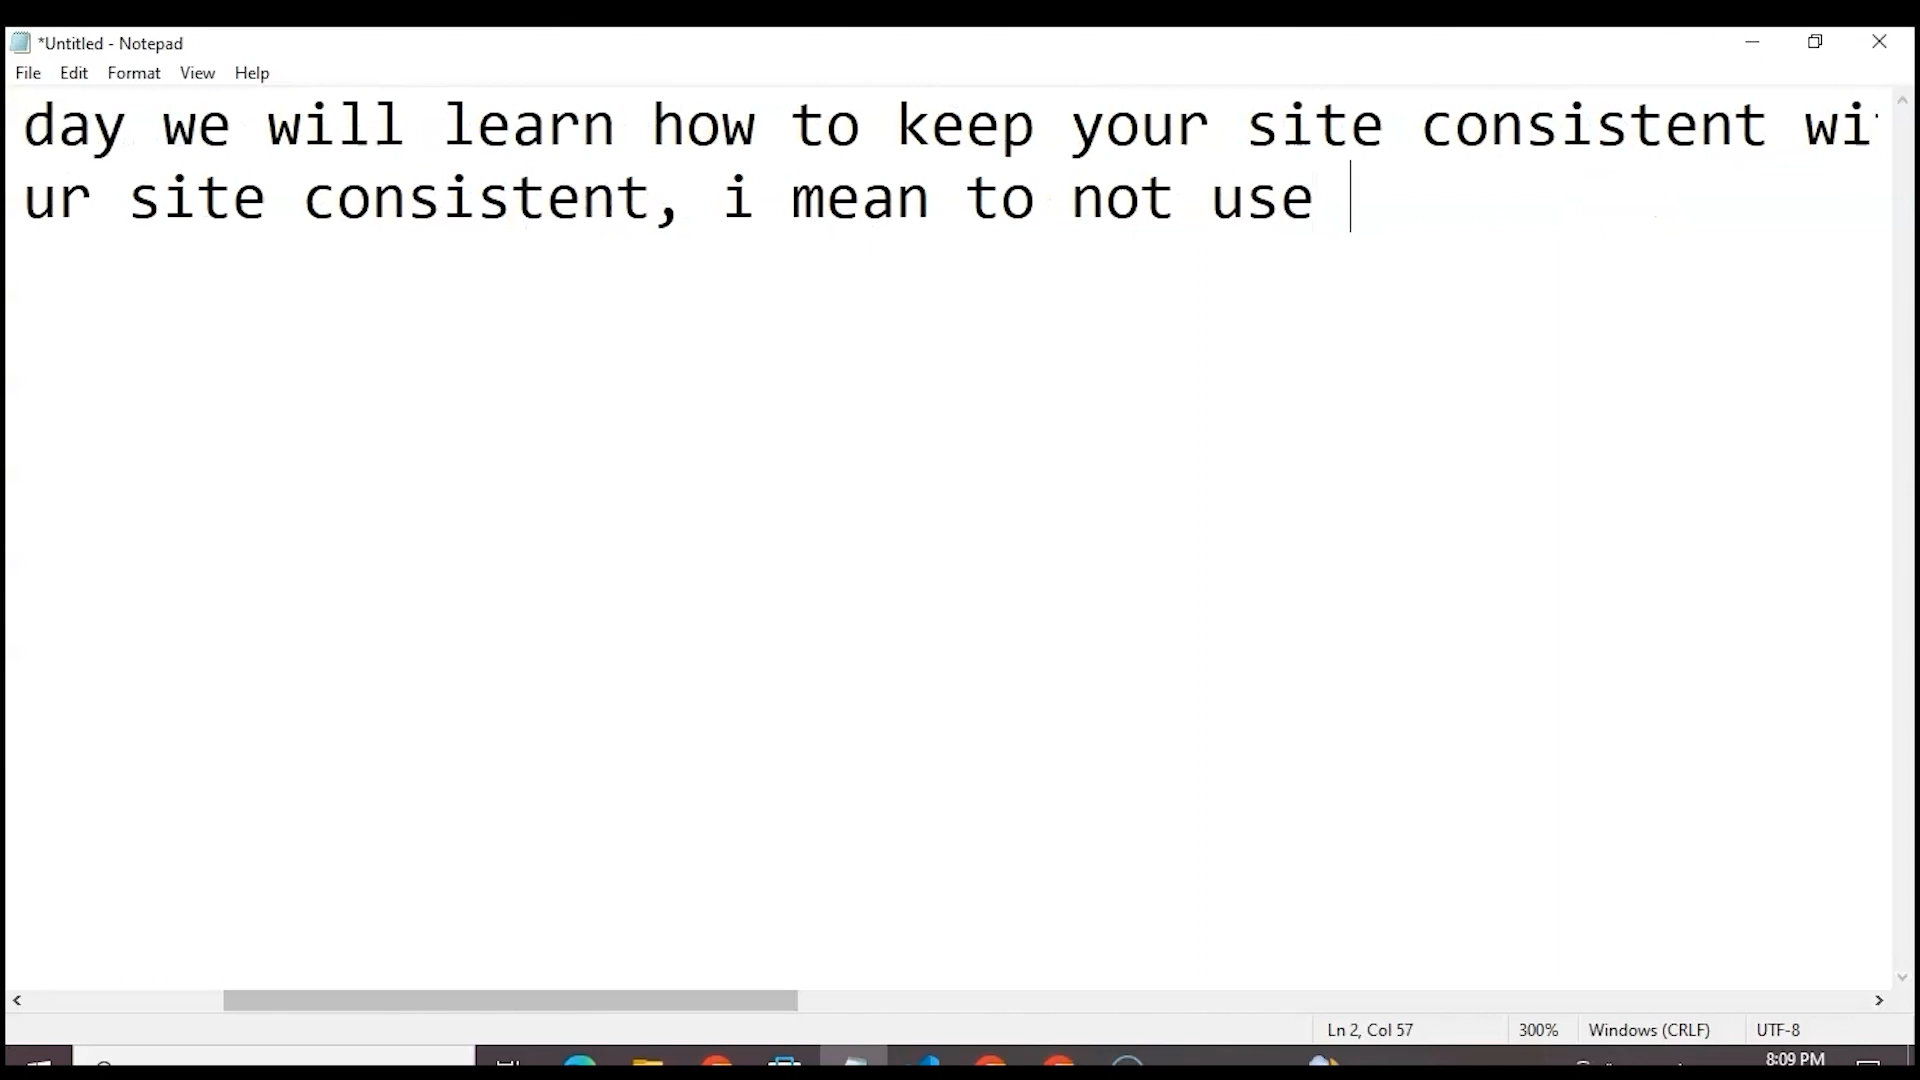 *Untitled - Notepad
File Edit Format View Help
day we will learn how to keep your site consistent
ur site consistent, i mean to not use
Ln 2, Col 57 300% Windows (CRLF) UTF-8
8:09 PM